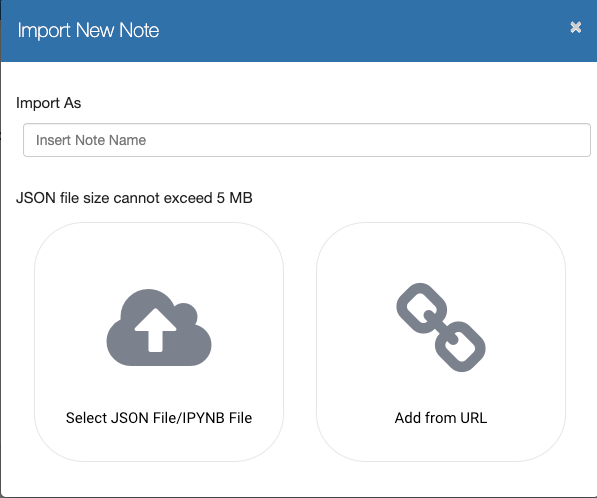 Import New Note
Import As
Insert Note Name
JSON file size cannot exceed 5 MB
Select JSON File/IPYNB File
Add from URL